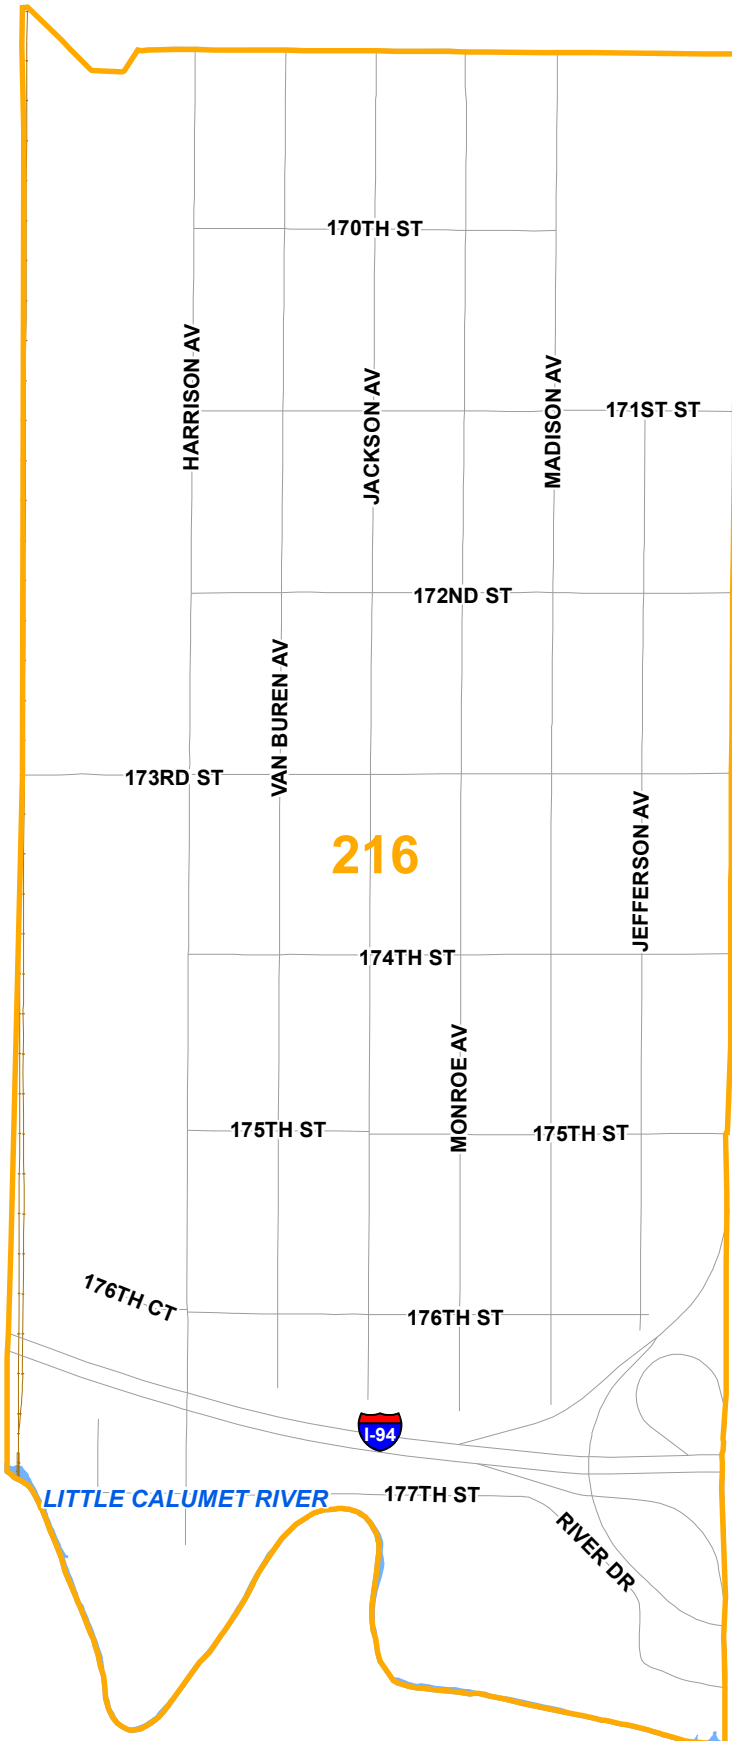 170TH ST
HARRISON AV
JACKSON AV
MADISON AV
171ST ST
172ND ST
VAN BUREN AV
173RD ST
JEFFERSON AV
216
174TH ST
MONROE AV
175TH ST
175TH ST
176TH CT
176TH ST
I-94
LITTLE CALUMET RIVER
177TH ST
RIVER DR